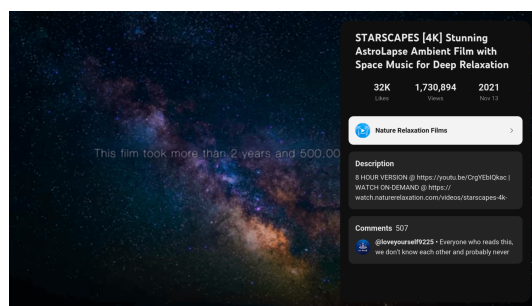 STARSCAPES [4K] Stunning
AstroLapse Ambient Film with
Space Music for Deep Relaxation
32K 1,730,894 2021
Likes Views Nov 13
Nature Relaxation Films
This film took more than 2 years and 500,00
Description
8 HOUR VERSION @ https://youtu.be/CrgYEbIQkac |
WATCH ON-DEMAND @ https://
watch.naturerelaxation.com/videos/starscapes-4k-
Comments 507
@loveyourself9225 • Everyone who reads this,
we don't know each other and probably never